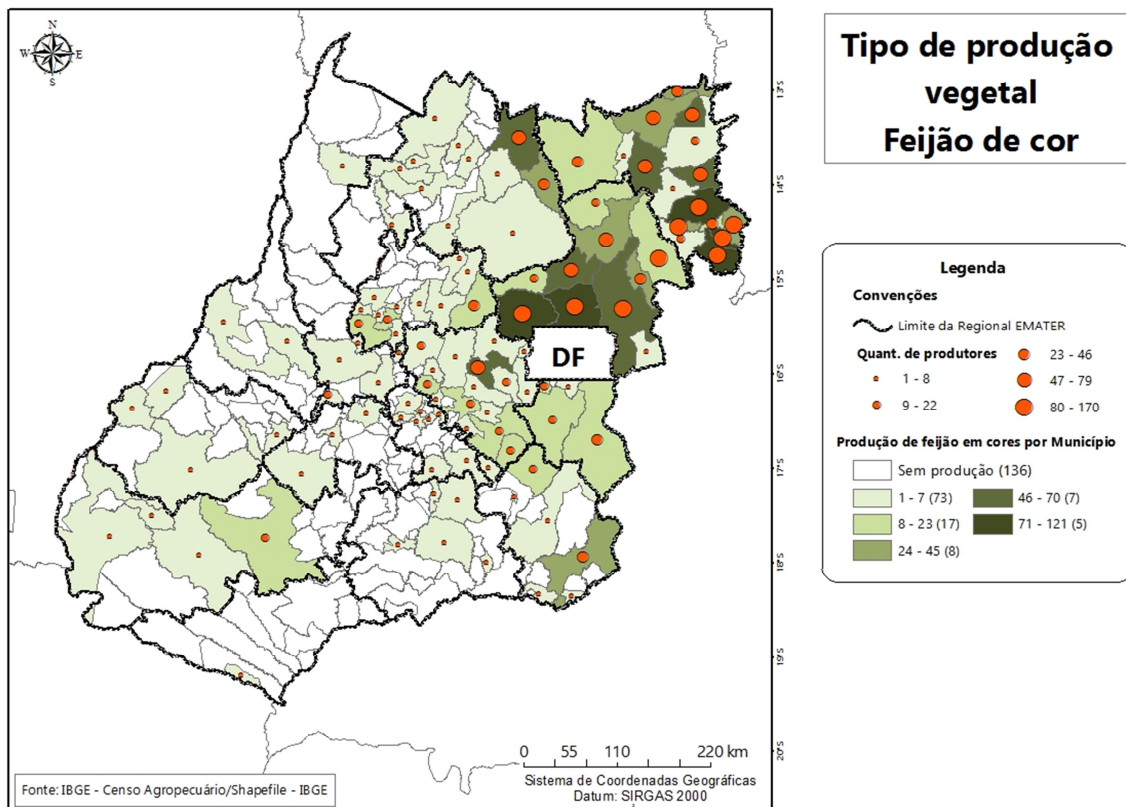 N
W E
S
Tipo de produção
vegetal
Feijão de cor
13°S
14°S
15°S
16°S
17°S
18°S
19°S
20°S
DF
Legenda
Convenções
Limite da Regional EMATER
Quant. de produtores
1 - 8
9 - 22
23 - 46
47 - 79
80 - 170
Produção de feijão em cores por Município
Sem produção (136)
1 - 7 (73)
8 - 23 (17)
24 - 45 (8)
46 - 70 (7)
71 - 121 (5)
0 55 110 220 km
Sistema de Coordenadas Geográficas
Datum: SIRGAS 2000
Fonte: IBGE - Censo Agropecuário/Shapefile - IBGE